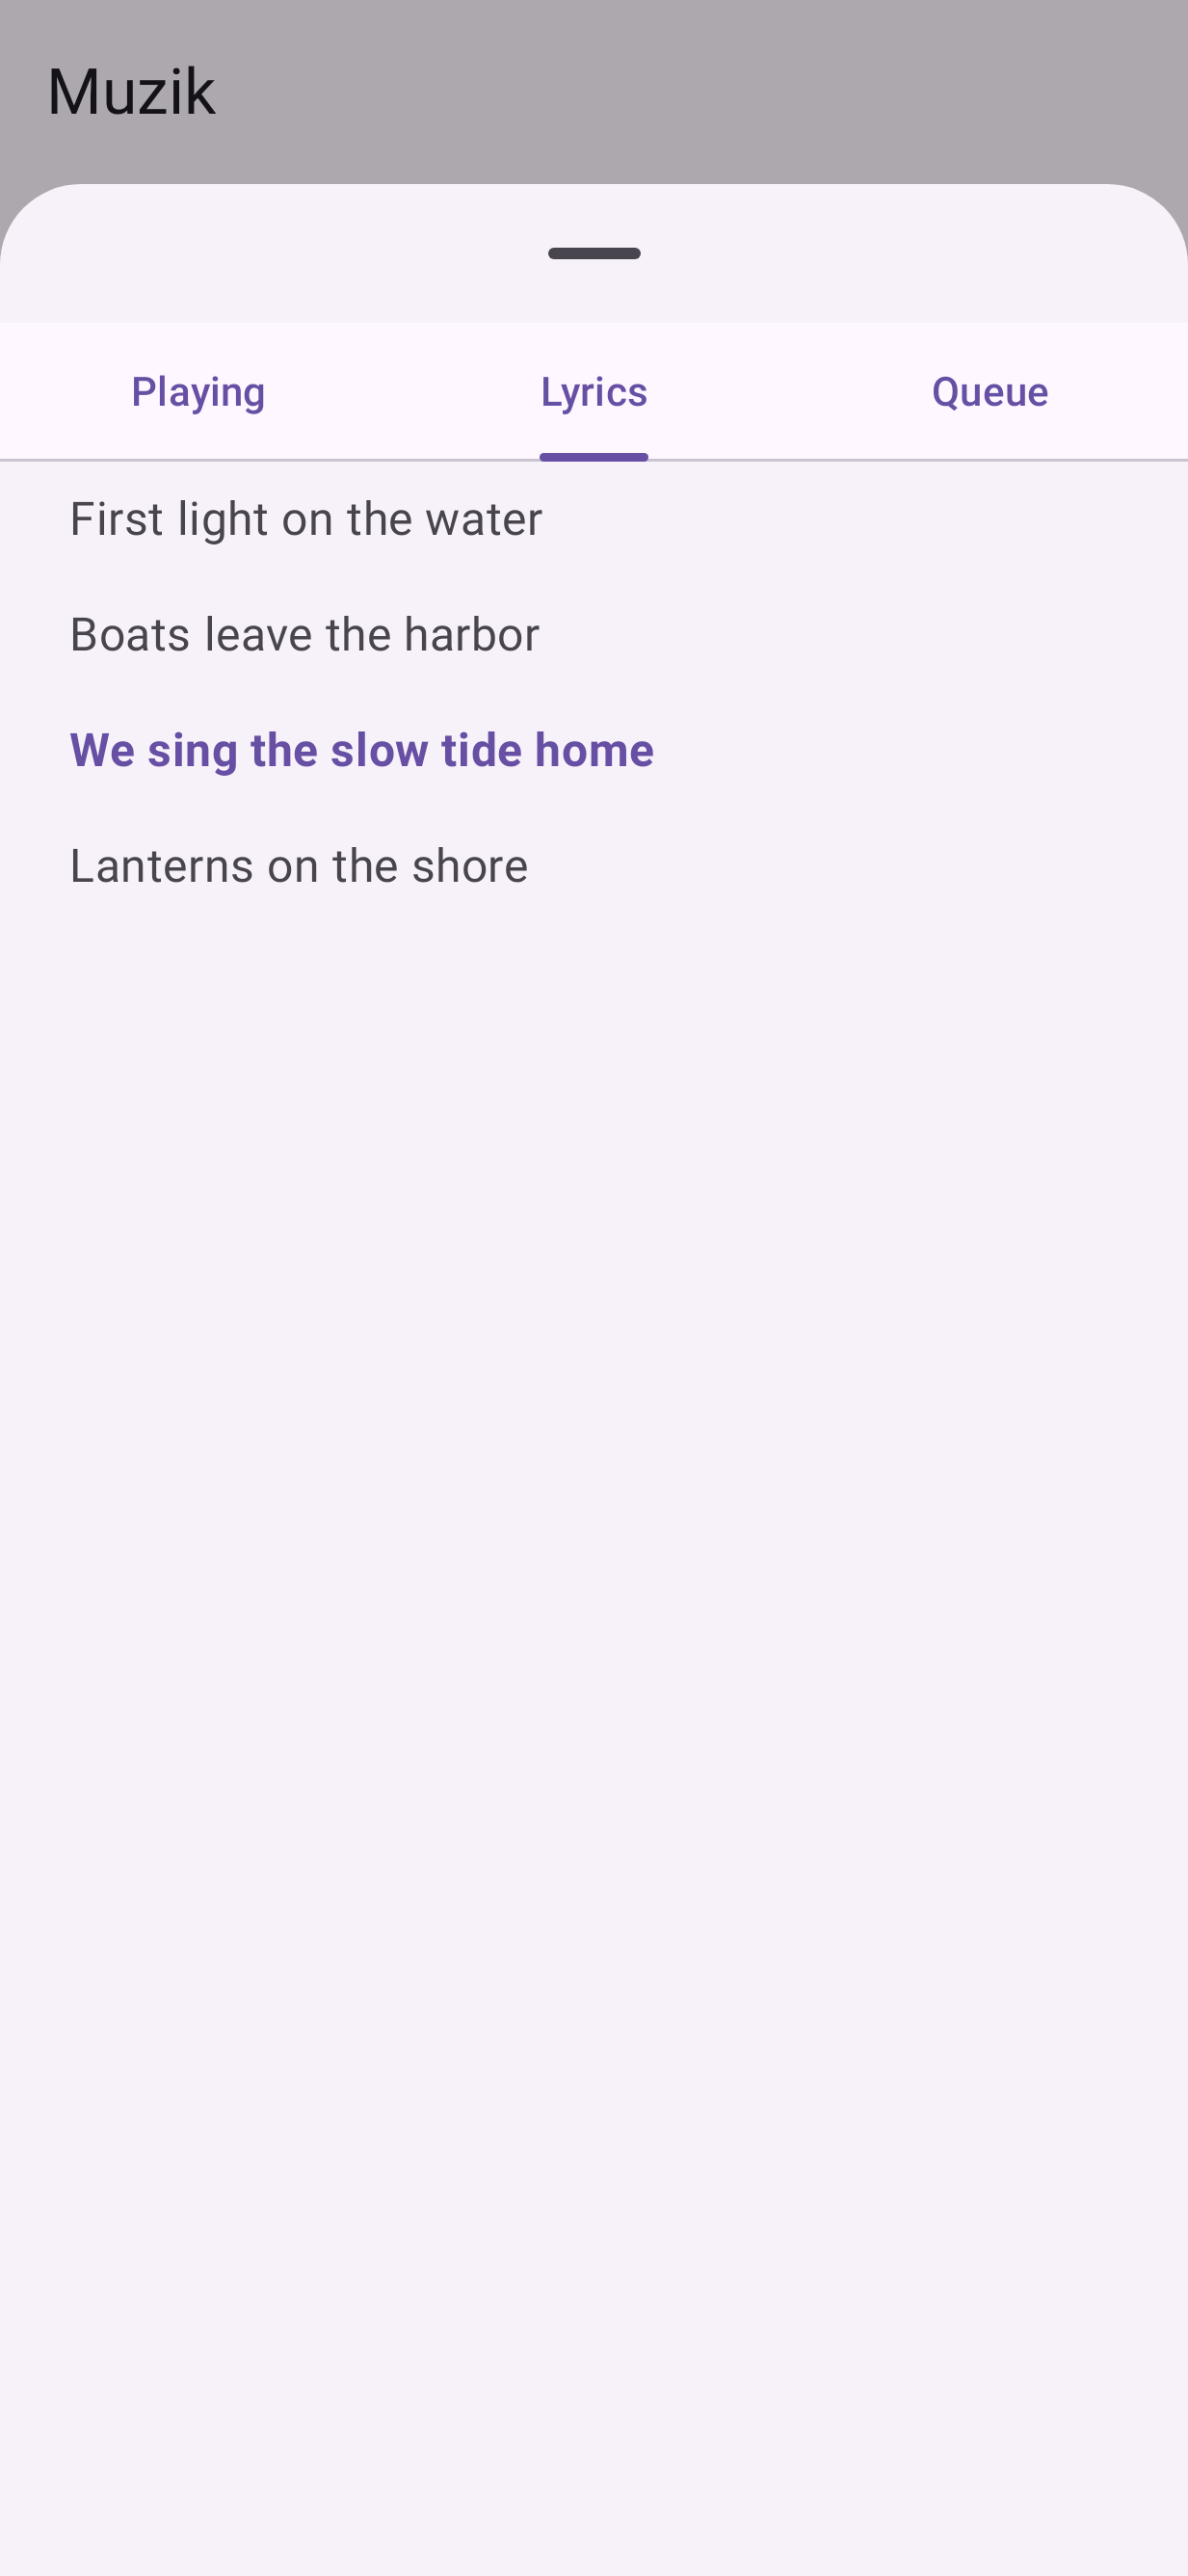 Muzik
Playing Lyrics Queue
First light on the water
Boats leave the harbor
We sing the slow tide home
Lanterns on the shore